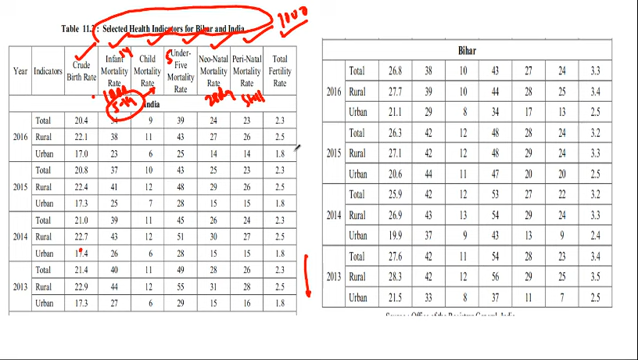 Table 11.7: Selected Health Indicators for Bihar and India
1000
Year Indicators Crude Birth Rate Infant Mortality Rate Child Mortality Rate Under-Five Mortality Rate Neo-Natal Mortality Rate Peri-Natal Mortality Rate Total Fertility Rate
India
Total 20.4 34 9 39 24 23 2.3
2016 Rural 22.1 38 11 43 27 26 2.5
Urban 17.0 23 6 25 14 14 1.8
Total 20.8 37 10 43 25 23 2.3
2015 Rural 22.4 41 12 48 29 26 2.5
Urban 17.3 25 7 28 15 15 1.8
Total 21.0 39 11 45 26 24 2.3
2014 Rural 22.7 43 12 51 30 27 2.5
Urban 17.4 26 6 28 15 15 1.8
Total 21.4 40 11 49 28 26 2.3
2013 Rural 22.9 44 12 55 31 28 2.5
Urban 17.3 27 6 29 15 16 1.8
Bihar
Total 26.8 38 10 43 27 24 3.3
2016 Rural 27.7 39 10 44 28 25 3.4
Urban 21.1 29 8 34 17 13 2.5
Total 26.3 42 12 48 28 24 3.2
2015 Rural 27.1 42 12 48 29 24 3.3
Urban 20.6 44 11 47 20 20 2.5
Total 25.9 42 12 53 27 22 3.2
2014 Rural 26.9 43 13 54 29 24 3.3
Urban 19.9 37 9 43 13 9 2.4
Total 27.6 42 11 54 28 23 3.4
2013 Rural 28.3 42 12 56 29 25 3.5
Urban 21.5 33 8 37 11 7 2.5